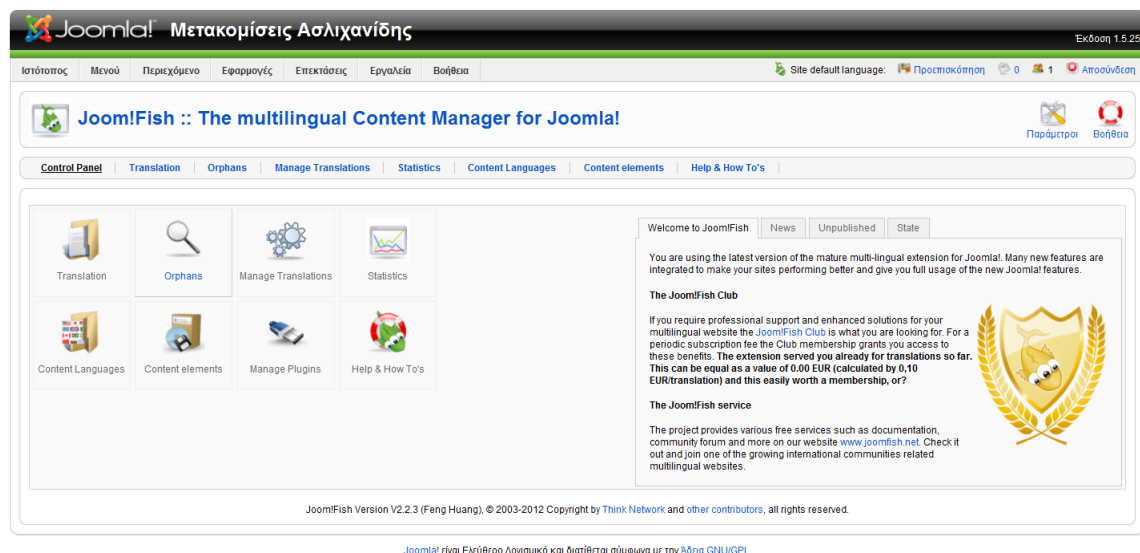 Joomla! Μετακομίσεις Ασλιχανίδης
Έκδοση 1.5.25
Ιστότοπος Μενού Περιεχόμενο Εφαρμογές Επεκτάσεις Εργαλεία Βοήθεια Site default language: Προεπισκόπηση 0 1 Αποσύνδεση
Joom!Fish :: The multilingual Content Manager for Joomla!
Παράμετροι Βοήθεια
Control Panel Translation Orphans Manage Translations Statistics Content Languages Content elements Help & How To's
Translation Orphans Manage Translations Statistics
Content Languages Content elements Manage Plugins Help & How To's
Welcome to Joom!Fish News Unpublished State
You are using the latest version of the mature multi-lingual extension for Joomla!. Many new features are
integrated to make your sites performing better and give you full usage of the new Joomla! features.
The Joom!Fish Club
If you require professional support and enhanced solutions for your
multilingual website the Joom!Fish Club is what you are looking for. For a
periodic subscription fee the Club membership grants you access to
these benefits. The extension served you already for translations so far.
This can be equal as a value of 0.00 EUR (calculated by 0,10
EUR/translation) and this easily worth a membership, or?
The Joom!Fish service
The project provides various free services such as documentation,
community forum and more on our website www.joomfish.net. Check it
out and join one of the growing international communities related
multilingual websites.
Joom!Fish Version V2.2.3 (Feng Huang), © 2003-2012 Copyright by Think Network and other contributors, all rights reserved.
Joomla! είναι Ελεύθερο Λογισμικό και διατίθεται σύμφωνα με την Άδεια GNU/GPL